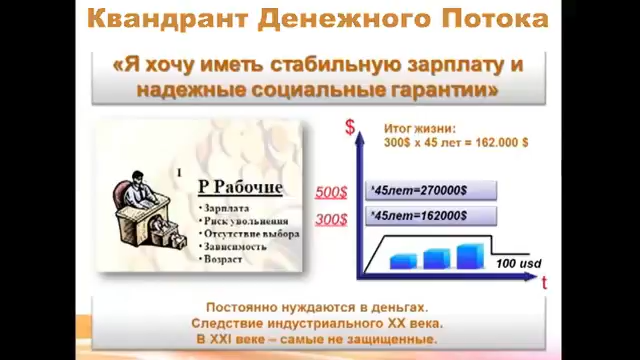 Квандрант Денежного Потока
«Я хочу иметь стабильную зарплату и
надежные социальные гарантии»
I
Р Рабочие
•Зарплата
•Риск увольнения
•Отсутствие выбора
•Зависимость
•Возраст
$
Итог жизни:
300$ х 45 лет = 162.000 $
500$
*45лет=270000$
300$
*45лет=162000$
100 usd
t
Постоянно нуждаются в деньгах.
Следствие индустриального XX века.
В XXI веке – самые не защищенные.